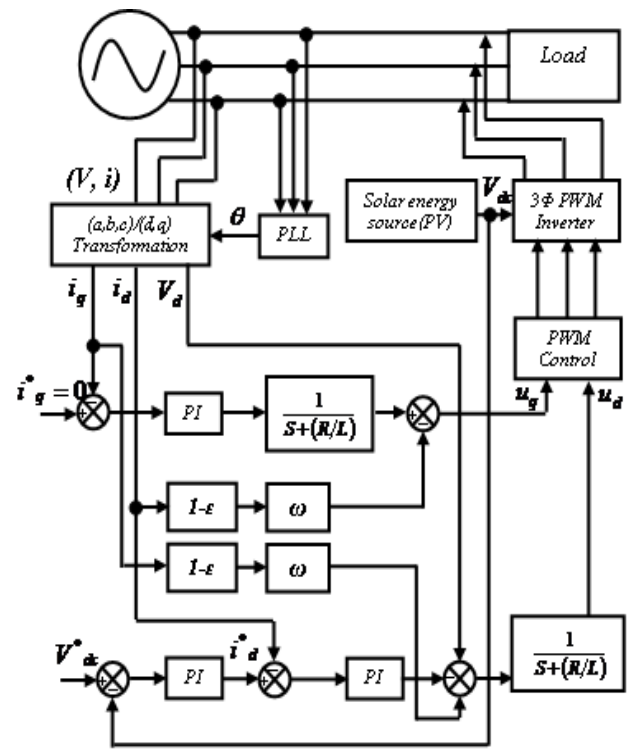 Load
(V, i)
(a,b,c)/(d,q)
Transformation
θ
PLL
Solar energy
source(PV)
V_dc
3Φ PWM
Inverter
i_q
i_d
V_d
PWM
Control
i*_q = 0
+
−
PI
1
S+(R/L)
+
−
u_q
u_d
1-ε
ω
1-ε
ω
V*_dc
+
−
PI
i*_d
+
−
PI
−
−
1
S+(R/L)